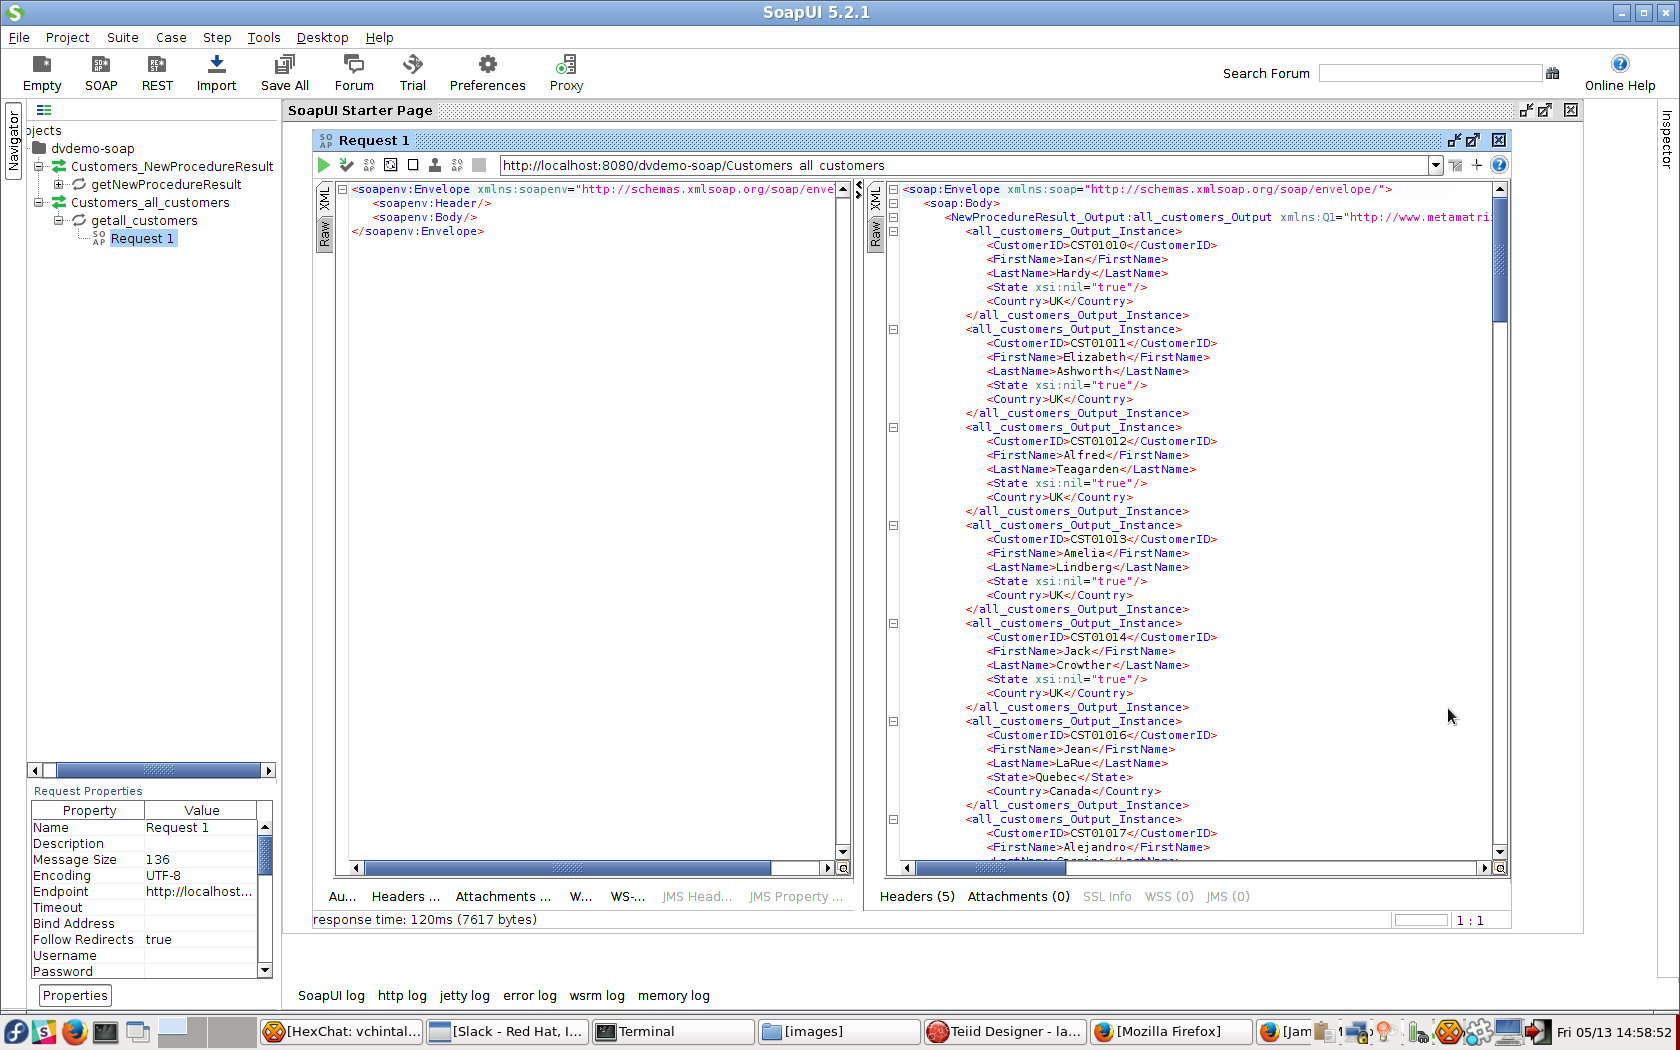 SoapUI 5.2.1
File Project Suite Case Step Tools Desktop Help
Empty SOAP REST Import Save All Forum Trial Preferences Proxy Search Forum Online Help
Navigator
Inspector
SoapUI Starter Page
ojects
dvdemo-soap
Customers_NewProcedureResult
getNewProcedureResult
Customers_all_customers
getall_customers
Request 1
Request 1
http://localhost:8080/dvdemo-soap/Customers_all_customers
XML
Raw
<soapenv:Envelope xmlns:soapenv="http://schemas.xmlsoap.org/soap/enve
<soapenv:Header/>
<soapenv:Body/>
</soapenv:Envelope>
XML
Raw
<soap:Envelope xmlns:soap="http://schemas.xmlsoap.org/soap/envelope/">
<soap:Body>
<NewProcedureResult_Output:all_customers_Output xmlns:Q1="http://www.metamatri
<all_customers_Output_Instance>
<CustomerID>CST01010</CustomerID>
<FirstName>Ian</FirstName>
<LastName>Hardy</LastName>
<State xsi:nil="true"/>
<Country>UK</Country>
</all_customers_Output_Instance>
<all_customers_Output_Instance>
<CustomerID>CST01011</CustomerID>
<FirstName>Elizabeth</FirstName>
<LastName>Ashworth</LastName>
<State xsi:nil="true"/>
<Country>UK</Country>
</all_customers_Output_Instance>
<all_customers_Output_Instance>
<CustomerID>CST01012</CustomerID>
<FirstName>Alfred</FirstName>
<LastName>Teagarden</LastName>
<State xsi:nil="true"/>
<Country>UK</Country>
</all_customers_Output_Instance>
<all_customers_Output_Instance>
<CustomerID>CST01013</CustomerID>
<FirstName>Amelia</FirstName>
<LastName>Lindberg</LastName>
<State xsi:nil="true"/>
<Country>UK</Country>
</all_customers_Output_Instance>
<all_customers_Output_Instance>
<CustomerID>CST01014</CustomerID>
<FirstName>Jack</FirstName>
<LastName>Crowther</LastName>
<State xsi:nil="true"/>
<Country>UK</Country>
</all_customers_Output_Instance>
<all_customers_Output_Instance>
<CustomerID>CST01016</CustomerID>
<FirstName>Jean</FirstName>
<LastName>LaRue</LastName>
<State>Quebec</State>
<Country>Canada</Country>
</all_customers_Output_Instance>
<all_customers_Output_Instance>
<CustomerID>CST01017</CustomerID>
<FirstName>Alejandro</FirstName>
Request Properties
Property Value
Name Request 1
Description
Message Size 136
Encoding UTF-8
Endpoint http://localhost...
Timeout
Bind Address
Follow Redirects true
Username
Password
Properties
Au... Headers ... Attachments ... W... WS-... JMS Head... JMS Property ...
Headers (5) Attachments (0) SSL Info WSS (0) JMS (0)
response time: 120ms (7617 bytes)
1 : 1
SoapUI log http log jetty log error log wsrm log memory log
[HexChat: vchintal... [Slack - Red Hat, I... Terminal [images] Teiid Designer - la... [Mozilla Firefox] [Jam Fri 05/13 14:58:52